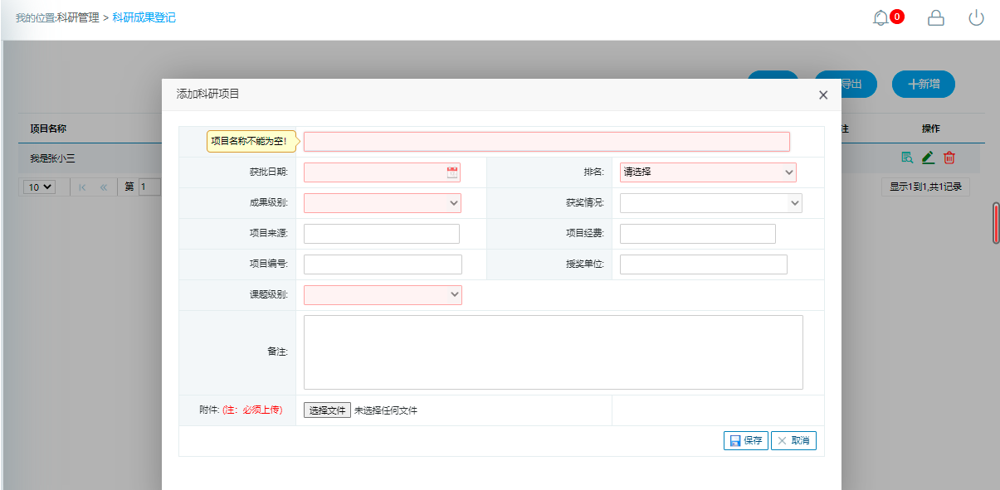 我的位置:科研管理 > 科研成果登记
0
导出
新增
添加科研项目
项目名称
注
操作
项目名称不能为空!
我是张小三
获批日期:
排名:
请选择
10
第
1
显示1到1,共1记录
成果级别:
获奖情况:
项目来源:
项目经费:
项目编号:
授奖单位:
课题级别:
备注:
附件: (注: 必须上传)
选择文件
未选择任何文件
保存
取消